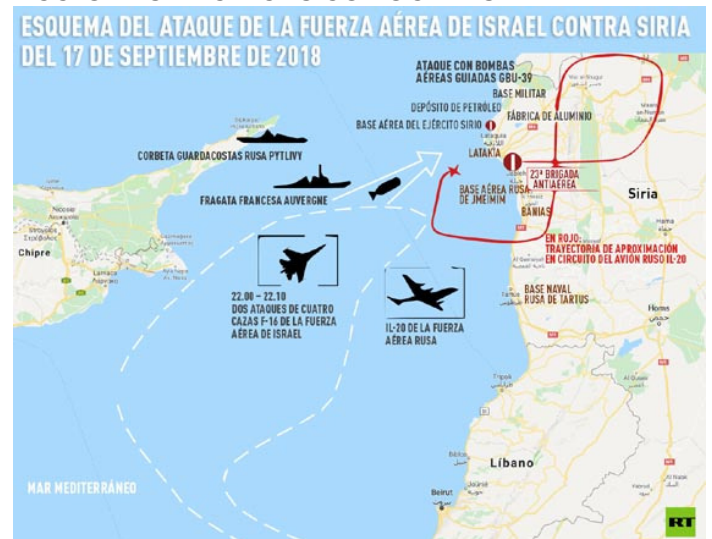 ESQUEMA DEL ATAQUE DE LA FUERZA AÉREA DE ISRAEL CONTRA SIRIA
DEL 17 DE SEPTIEMBRE DE 2018
ATAQUE CON BOMBAS
AÉREAS GUIADAS GBU-39
BASE MILITAR
DEPÓSITO DE PETRÓLEO
FÁBRICA DE ALUMINIO
BASE AÉREA DEL EJÉRCITO SIRIO
LATAKIA
CORBETA GUARDACOSTAS RUSA PYTLIVY
23ª BRIGADA
ANTIAÉREA
FRAGATA FRANCESA AUVERGNE
BASE AÉREA RUSA
DE JMEIMIN
Siria
BANIAS
EN ROJO:
TRAYECTORIA DE APROXIMACIÓN
EN CIRCUITO DEL AVIÓN RUSO IL-20
Hama
Chipre
Larnaca
22.00 – 22.10
DOS ATAQUES DE CUATRO
CAZAS F-16 DE LA FUERZA
AÉREA DE ISRAEL
IL-20 DE LA FUERZA
AÉREA RUSA
Tartus
BASE NAVAL
RUSA DE TARTUS
Homs
حمص
Líbano
MAR MEDITERRÁNEO
Beirut
RT